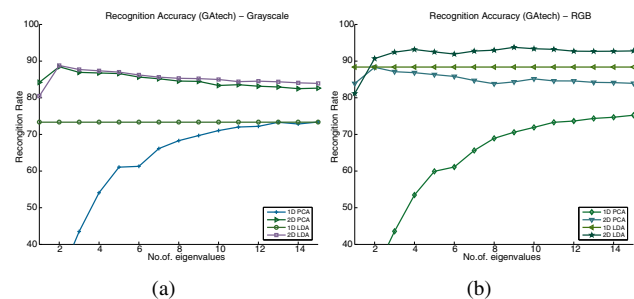 Recognition Accuracy (GAtech) – Grayscale
100
90
80
70
60
50
40
Recongition Rate
2 4 6 8 10 12 14
No.of. eigenvalues
1D PCA
2D PCA
1D LDA
2D LDA
(a)
Recognition Accuracy (GAtech) – RGB
100
90
80
70
60
50
40
Recongition Rate
2 4 6 8 10 12 14
No.of. eigenvalues
1D PCA
2D PCA
1D LDA
2D LDA
(b)